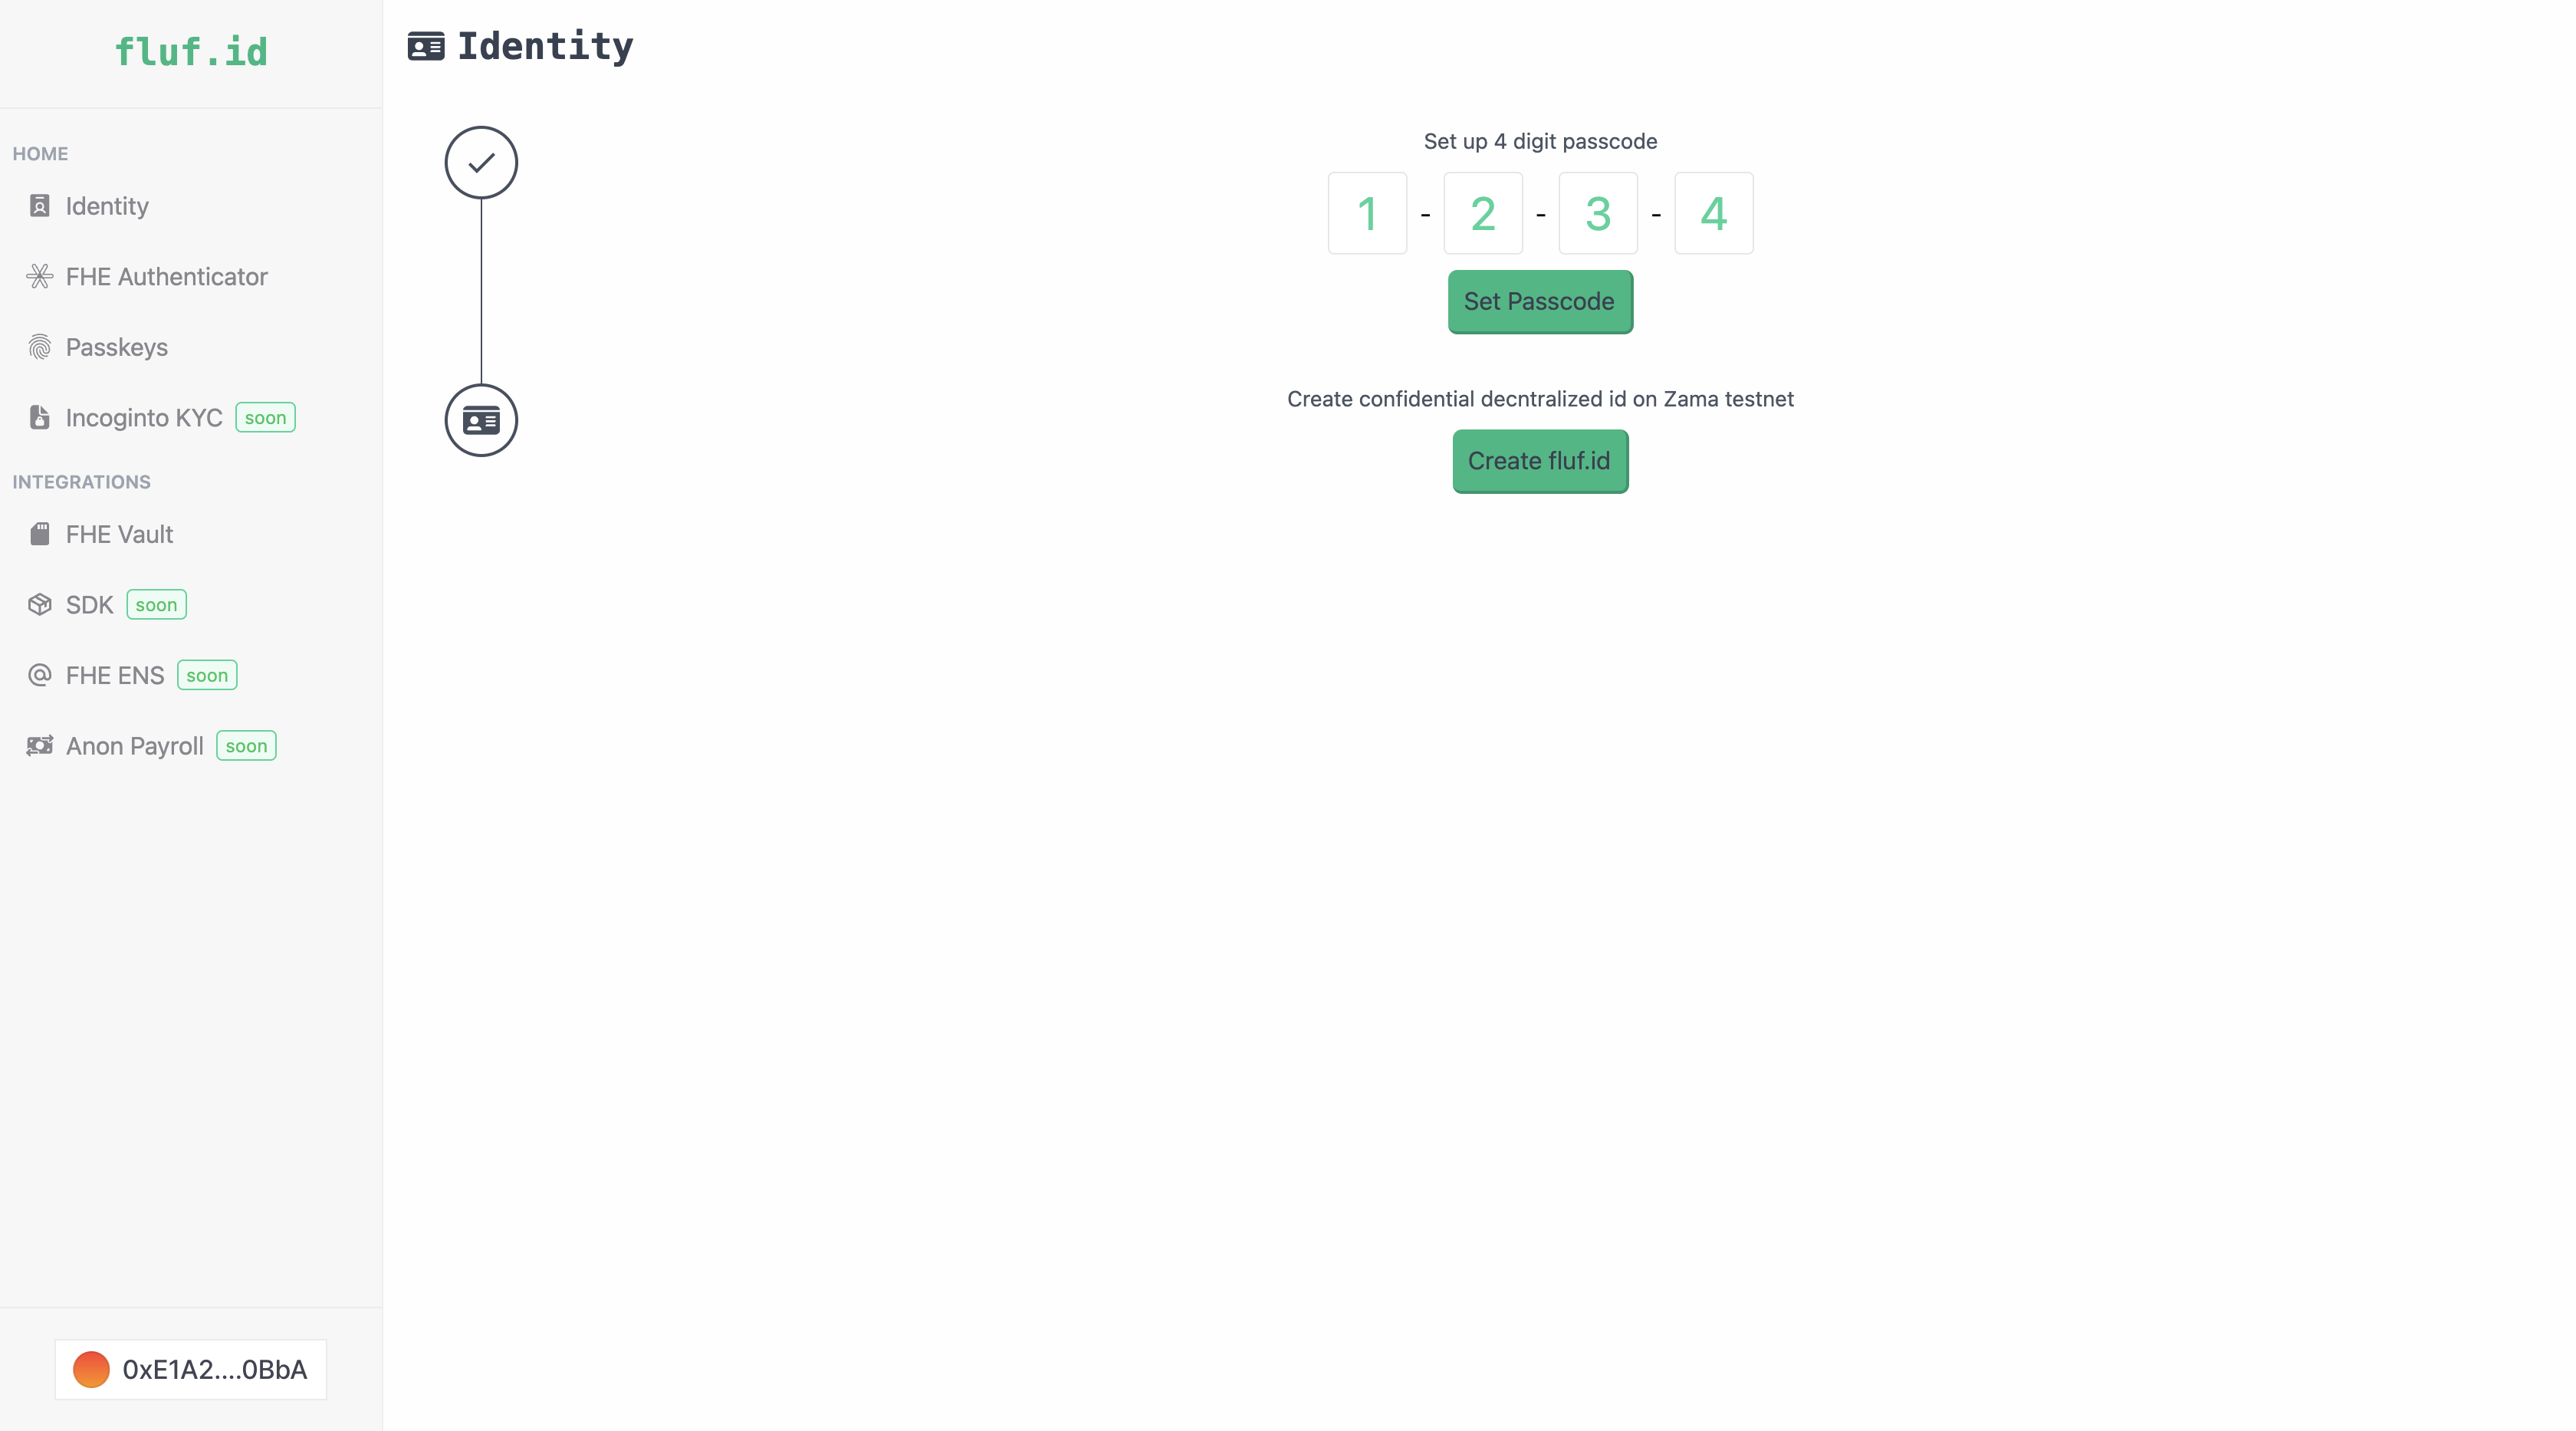 fluf.id
HOME
Identity
FHE Authenticator
Passkeys
Incoginto KYC soon
INTEGRATIONS
FHE Vault
SDK soon
FHE ENS soon
Anon Payroll soon
0xE1A2....0BbA
Identity
Set up 4 digit passcode
1 - 2 - 3 - 4
Set Passcode
Create confidential decntralized id on Zama testnet
Create fluf.id